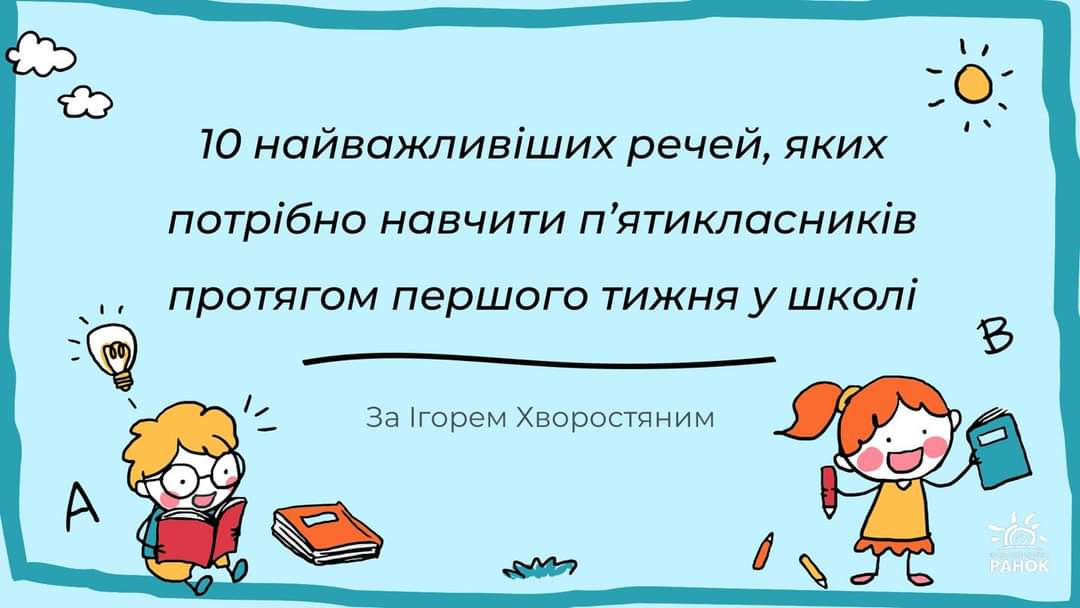 10 найважливіших речей, яких
потрібно навчити п’ятикласників
протягом першого тижня у школі
За Ігорем Хворостяним
B
A
РАНОК